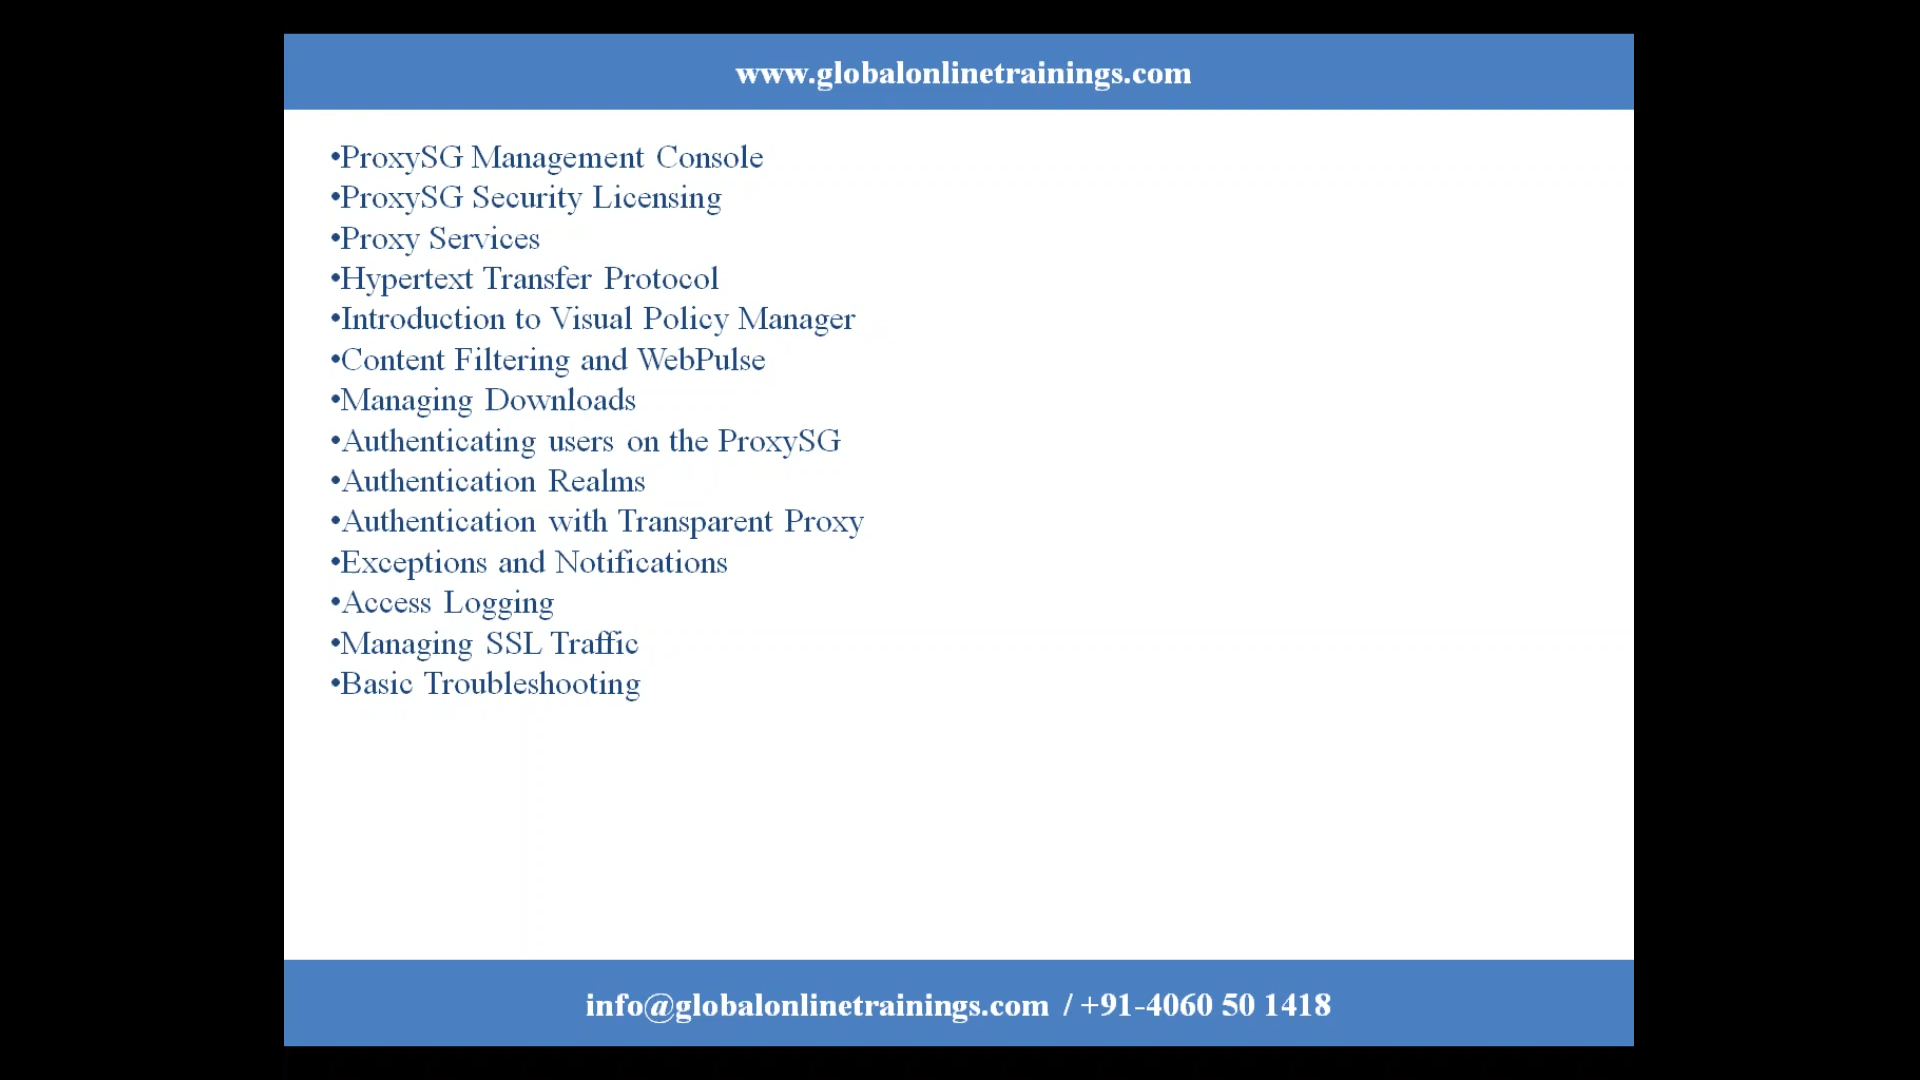 www.globalonlinetrainings.com
•ProxySG Management Console
•ProxySG Security Licensing
•Proxy Services
•Hypertext Transfer Protocol
•Introduction to Visual Policy Manager
•Content Filtering and WebPulse
•Managing Downloads
•Authenticating users on the ProxySG
•Authentication Realms
•Authentication with Transparent Proxy
•Exceptions and Notifications
•Access Logging
•Managing SSL Traffic
•Basic Troubleshooting
info@globalonlinetrainings.com / +91-4060 50 1418